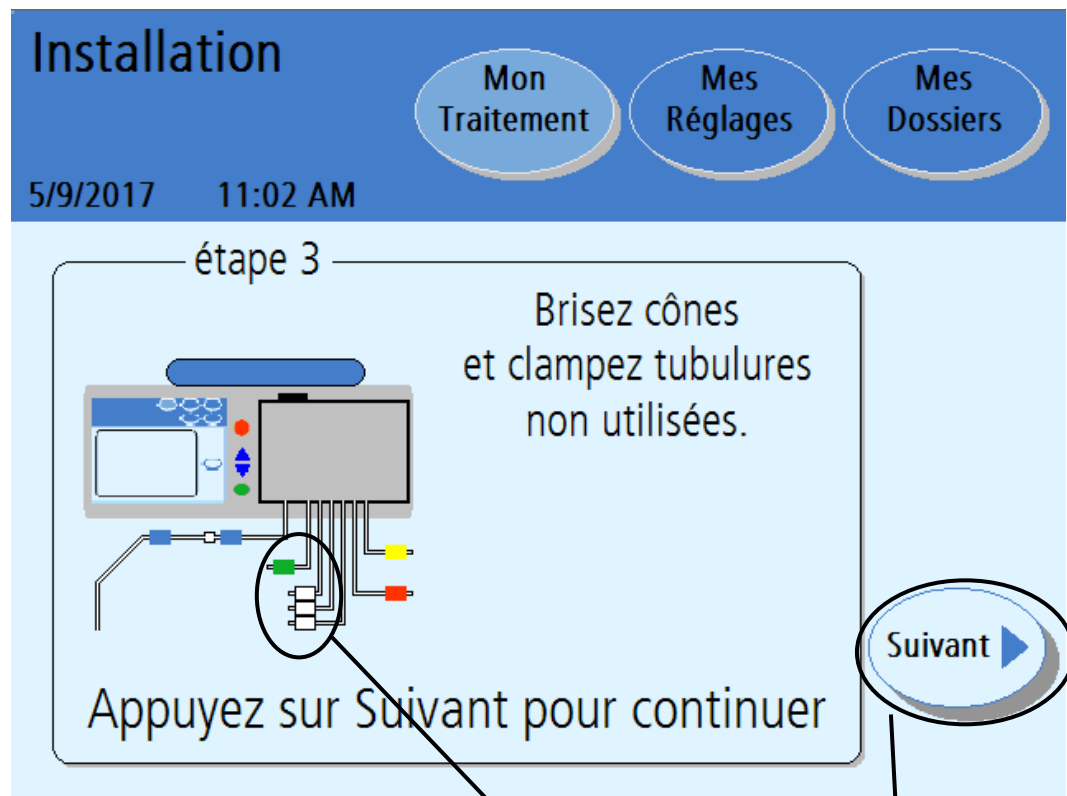 Installation
Mon
Traitement
Mes
Réglages
Mes
Dossiers
5/9/2017 11:02 AM
étape 3
Brisez cônes
et clampez tubulures
non utilisées.
Suivant
Appuyez sur Suivant pour continuer